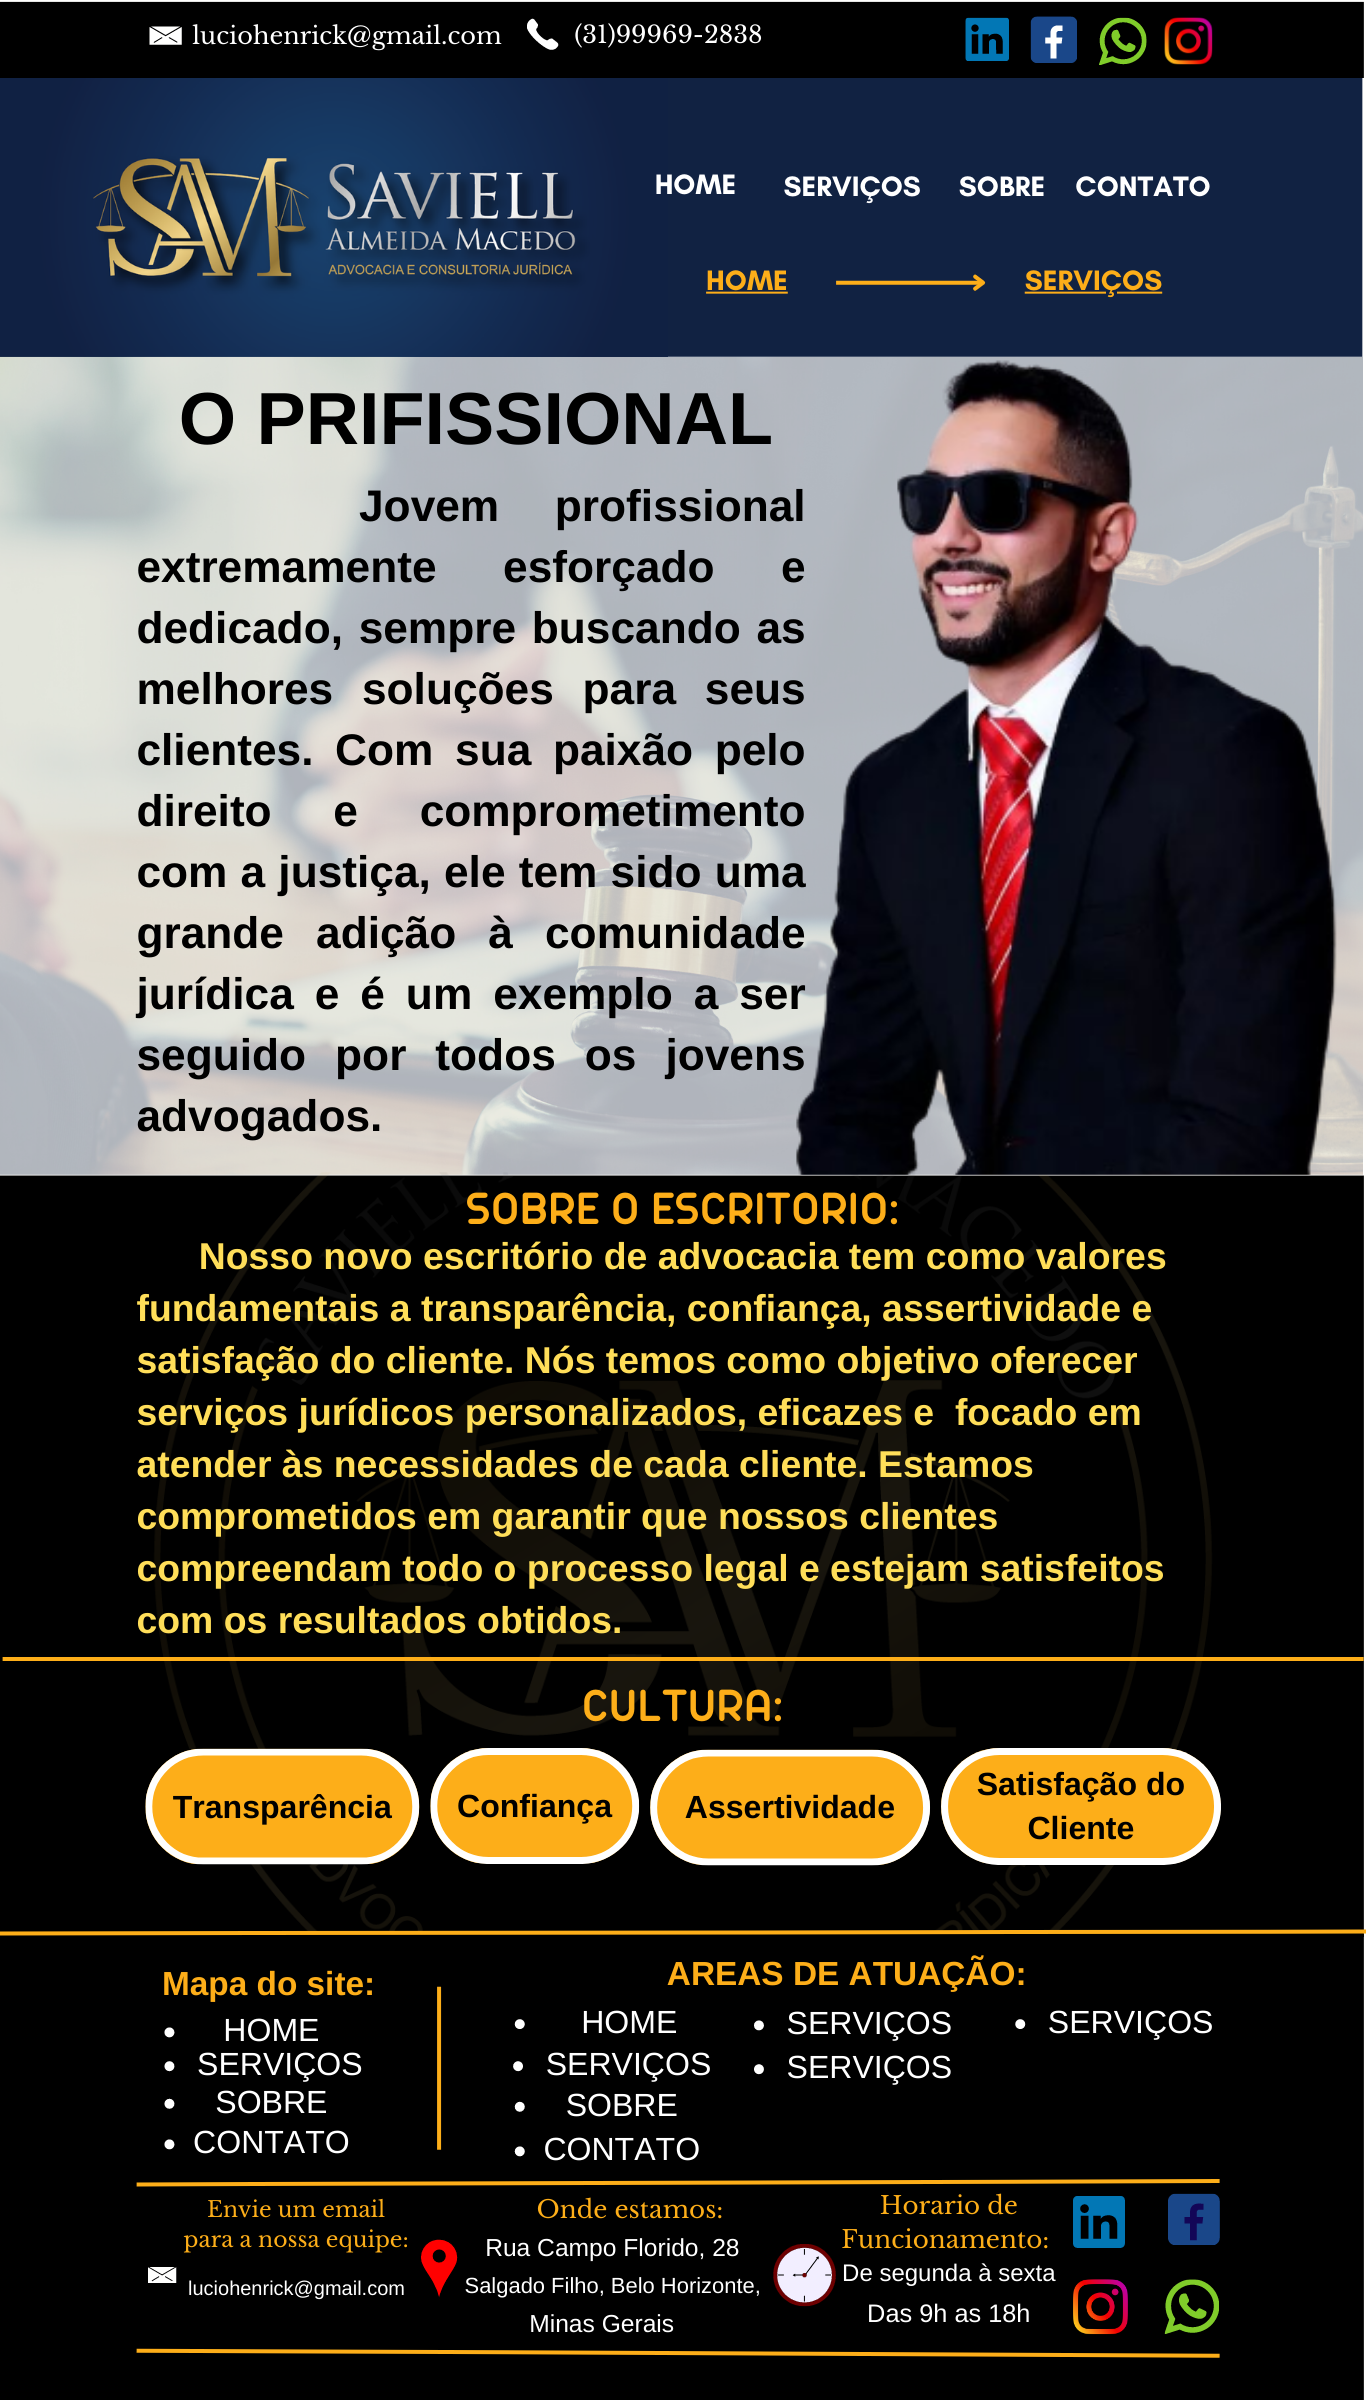 luciohenrick@gmail.com (31)99969-2838
SAM SAVIELL
ALMEIDA MACEDO
ADVOCACIA E CONSULTORIA JURÍDICA
HOME SERVIÇOS SOBRE CONTATO
HOME SERVIÇOS
O PRIFISSIONAL
Jovem profissional
extremamente esforçado e
dedicado, sempre buscando as
melhores soluções para seus
clientes. Com sua paixão pelo
direito e comprometimento
com a justiça, ele tem sido uma
grande adição à comunidade
jurídica e é um exemplo a ser
seguido por todos os jovens
advogados.
SOBRE O ESCRITORIO:
Nosso novo escritório de advocacia tem como valores
fundamentais a transparência, confiança, assertividade e
satisfação do cliente. Nós temos como objetivo oferecer
serviços jurídicos personalizados, eficazes e focado em
atender às necessidades de cada cliente. Estamos
comprometidos em garantir que nossos clientes
compreendam todo o processo legal e estejam satisfeitos
com os resultados obtidos.
CULTURA:
Transparência
Confiança
Assertividade
Satisfação do
Cliente
Mapa do site:
• HOME
• SERVIÇOS
• SOBRE
• CONTATO
AREAS DE ATUAÇÃO:
• HOME
• SERVIÇOS
• SOBRE
• CONTATO
• SERVIÇOS
• SERVIÇOS
• SERVIÇOS
Envie um email
para a nossa equipe:
luciohenrick@gmail.com
Onde estamos:
Rua Campo Florido, 28
Salgado Filho, Belo Horizonte,
Minas Gerais
Horario de
Funcionamento:
De segunda à sexta
Das 9h as 18h